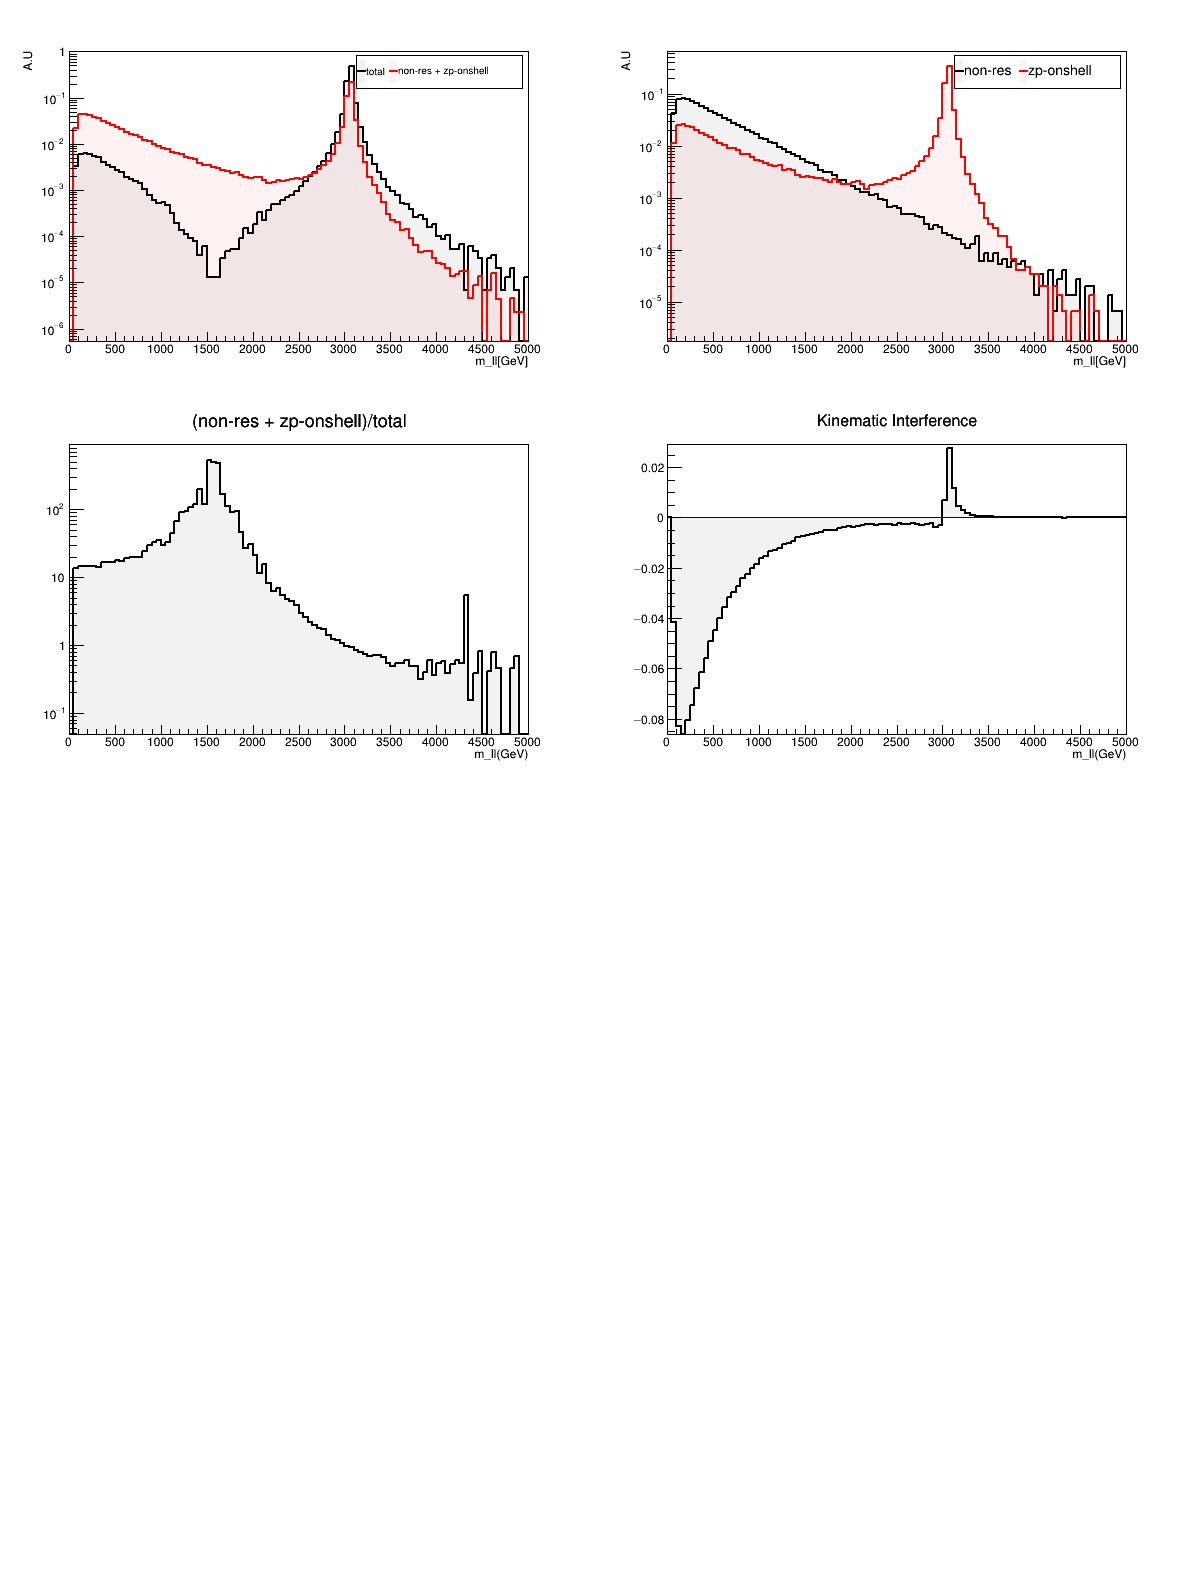 A.U
total non-res + zp-onshell
1
10⁻¹
10⁻²
10⁻³
10⁻⁴
10⁻⁵
10⁻⁶
0 500 1000 1500 2000 2500 3000 3500 4000 4500 5000
m_ll[GeV]
A.U
non-res zp-onshell
10⁻¹
10⁻²
10⁻³
10⁻⁴
10⁻⁵
0 500 1000 1500 2000 2500 3000 3500 4000 4500 5000
m_ll[GeV]
(non-res + zp-onshell)/total
10²
10
1
10⁻¹
0 500 1000 1500 2000 2500 3000 3500 4000 4500 5000
m_ll(GeV)
Kinematic Interference
0.02
0
−0.02
−0.04
−0.06
−0.08
0 500 1000 1500 2000 2500 3000 3500 4000 4500 5000
m_ll(GeV)